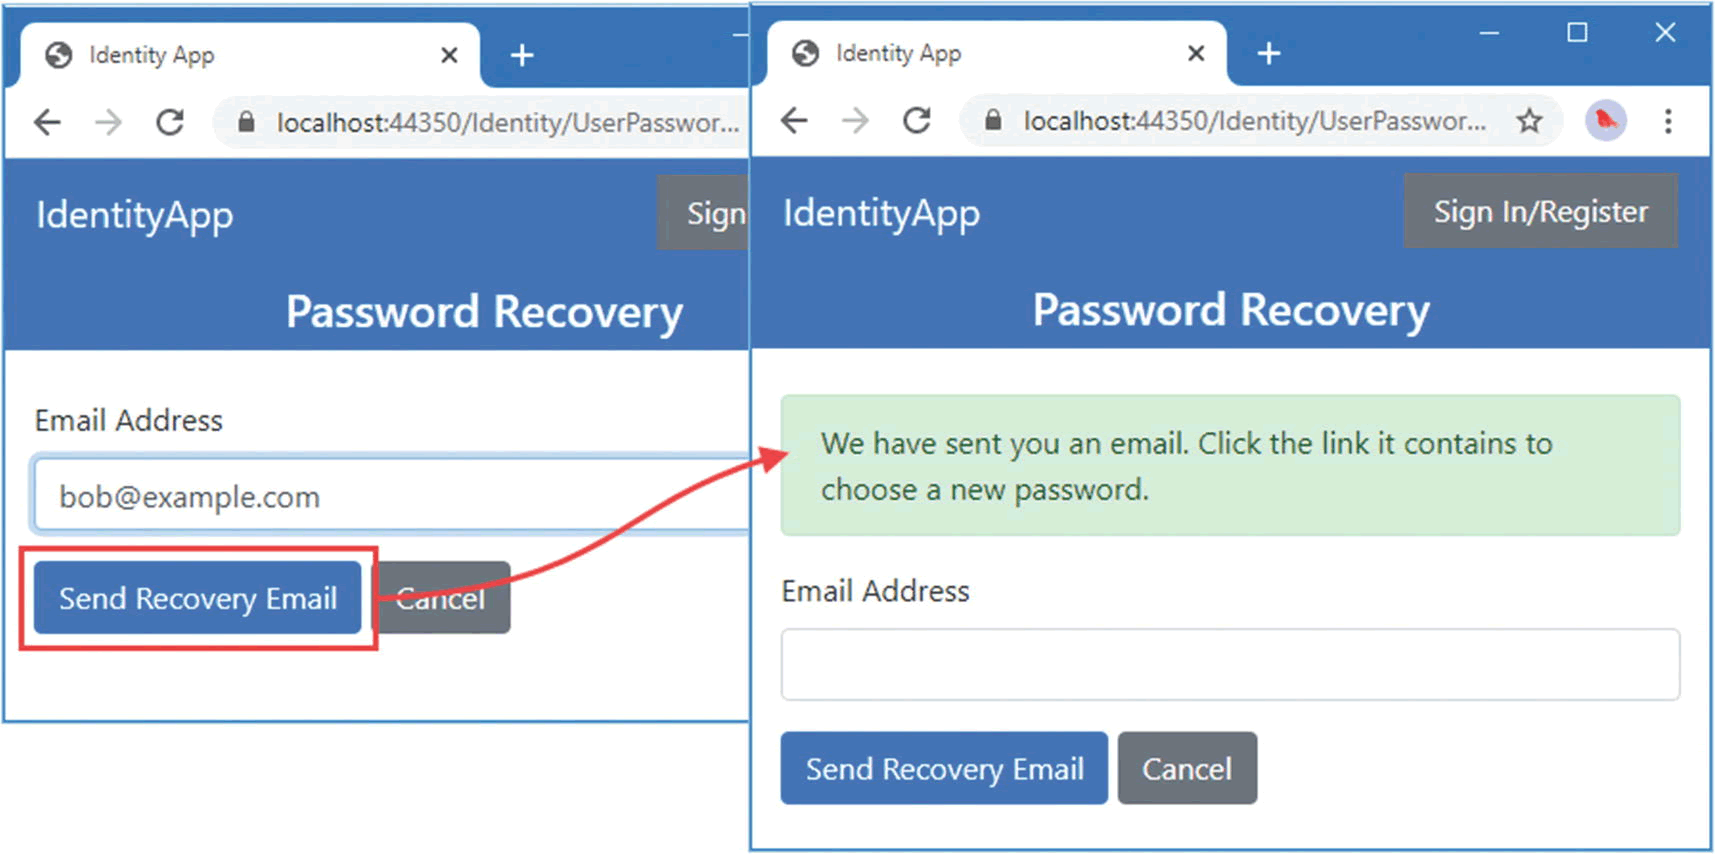 Identity App
localhost:44350/Identity/UserPasswor...
IdentityApp
Sign
Password Recovery
Email Address
bob@example.com
Send Recovery Email
Cancel
Identity App
localhost:44350/Identity/UserPasswor...
IdentityApp
Sign In/Register
Password Recovery
We have sent you an email. Click the link it contains to
choose a new password.
Email Address
Send Recovery Email
Cancel